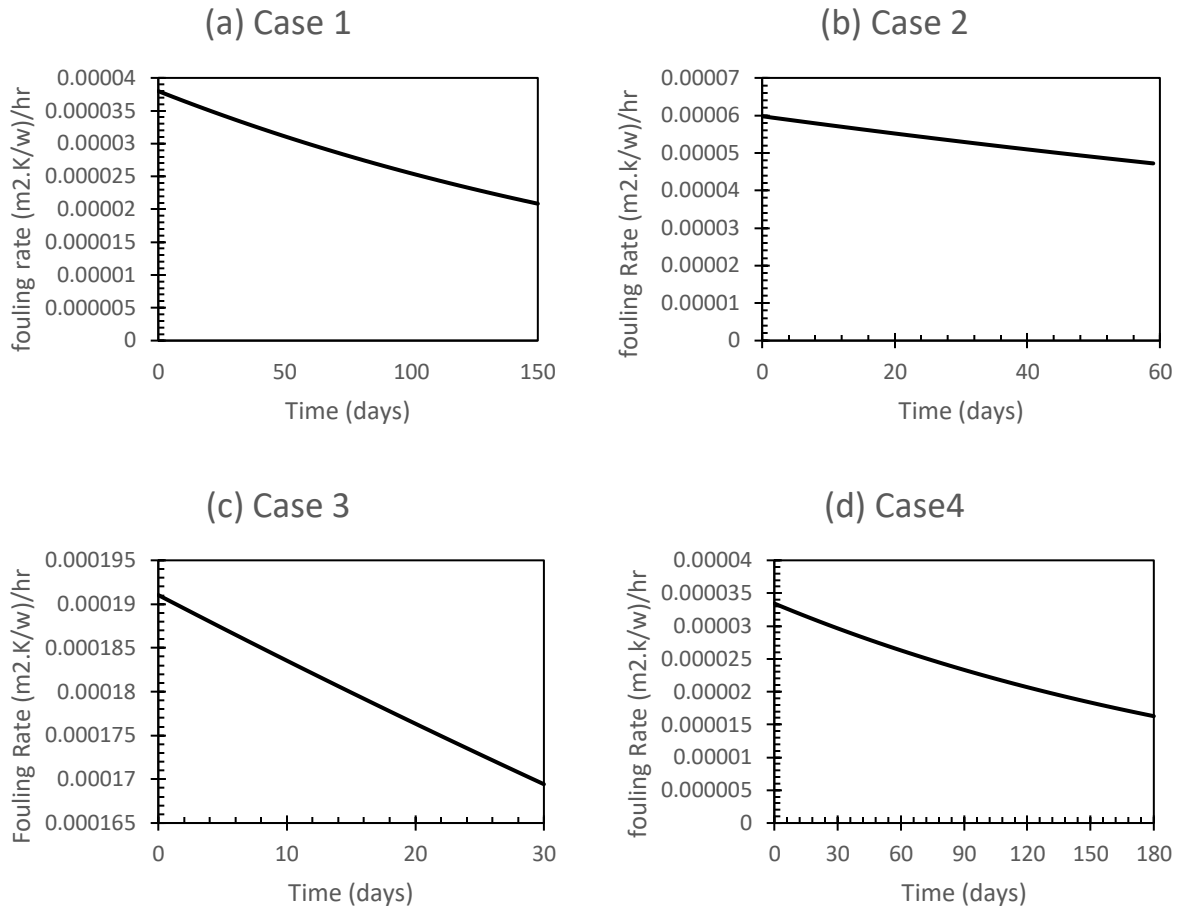 (a) Case 1
fouling rate (m2.K/w)/hr
0.00004
0.000035
0.00003
0.000025
0.00002
0.000015
0.00001
0.000005
0
0 50 100 150
Time (days)
(b) Case 2
fouling Rate (m2.k/w)/hr
0.00007
0.00006
0.00005
0.00004
0.00003
0.00002
0.00001
0
0 20 40 60
Time (days)
(c) Case 3
Fouling Rate (m2.K/w)/hr
0.000195
0.00019
0.000185
0.00018
0.000175
0.00017
0.000165
0 10 20 30
Time (days)
(d) Case4
fouling Rate (m2.k/w)/hr
0.00004
0.000035
0.00003
0.000025
0.00002
0.000015
0.00001
0.000005
0
0 30 60 90 120 150 180
Time (days)